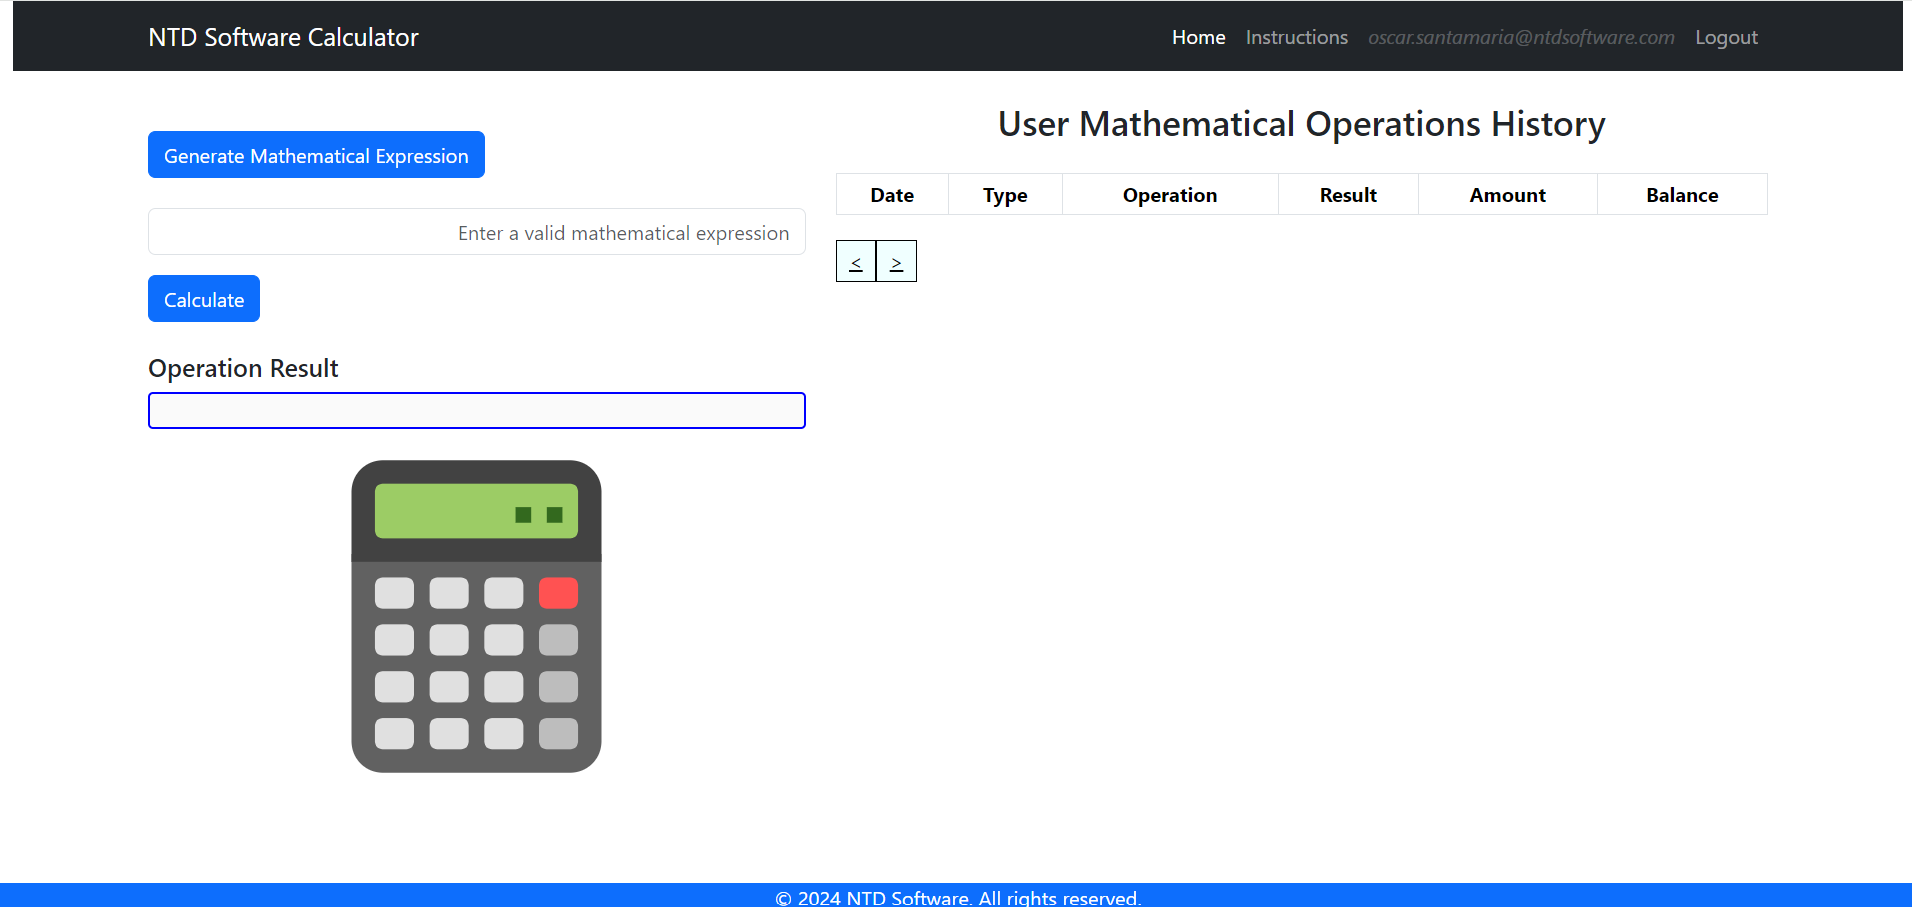 NTD Software Calculator
Home Instructions oscar.santamaria@ntdsoftware.com Logout
Generate Mathematical Expression
Enter a valid mathematical expression
Calculate
Operation Result
User Mathematical Operations History
Date Type Operation Result Amount Balance
< >
© 2024 NTD Software. All rights reserved.